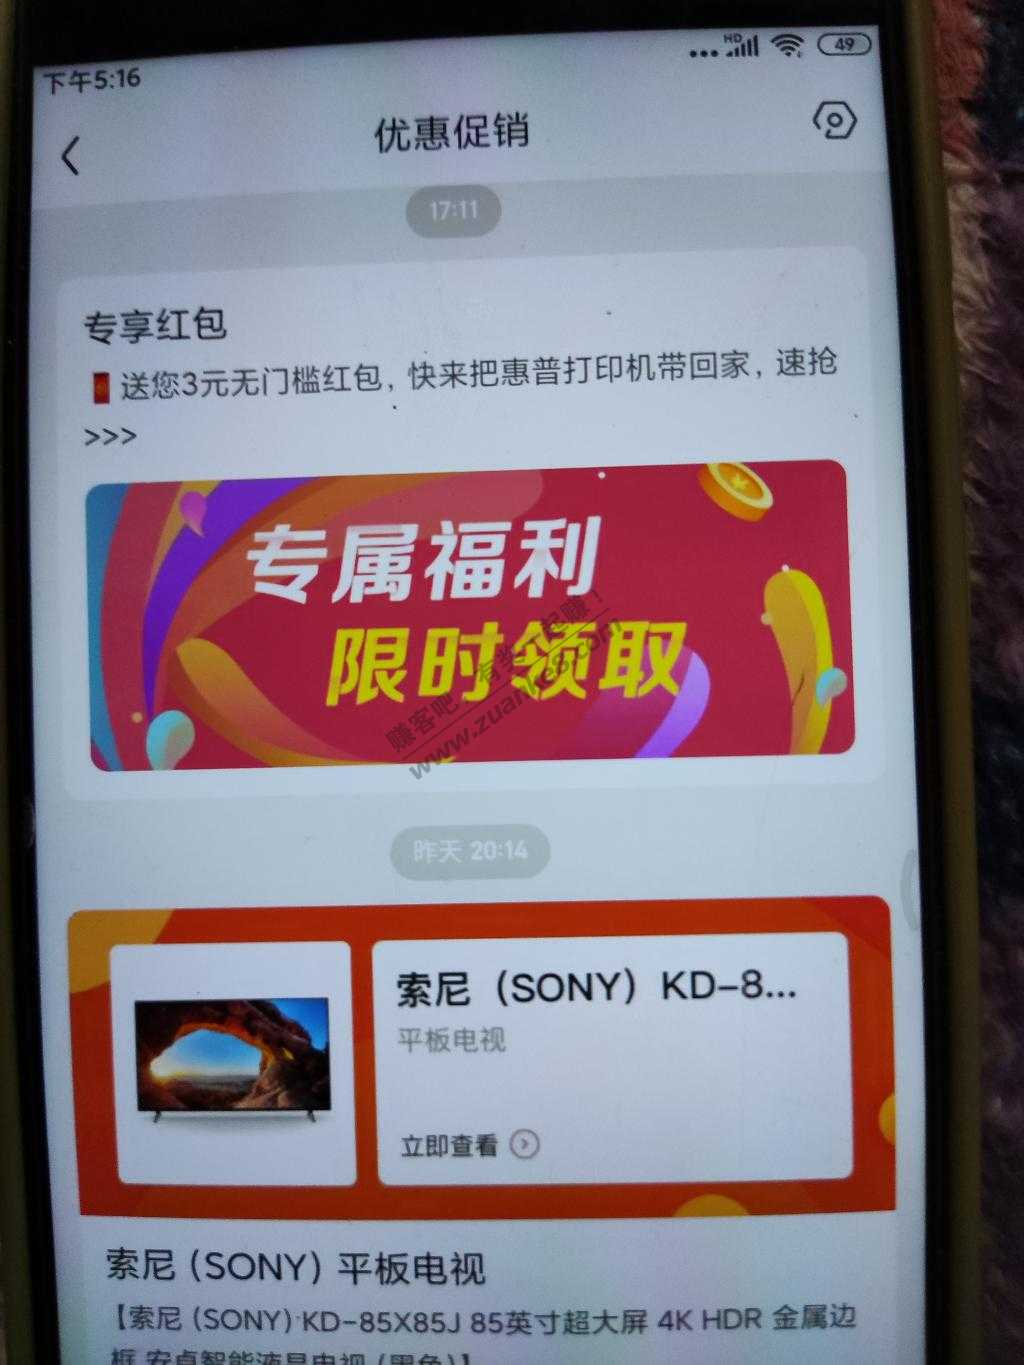 下午5:16
HD
49
优惠促销
17:11
专享红包
送您3元无门槛红包，快来把惠普打印机带回家，速抢
>>>
专属福利
限时领取
赚客吧，有奖一起赚！
www.zuanke8.com
昨天 20:14
索尼（SONY）KD-8...
平板电视
立即查看
索尼（SONY）平板电视
【索尼（SONY）KD-85X85J 85英寸超大屏 4K HDR 金属边
框 安卓智能液晶电视（黑色）】